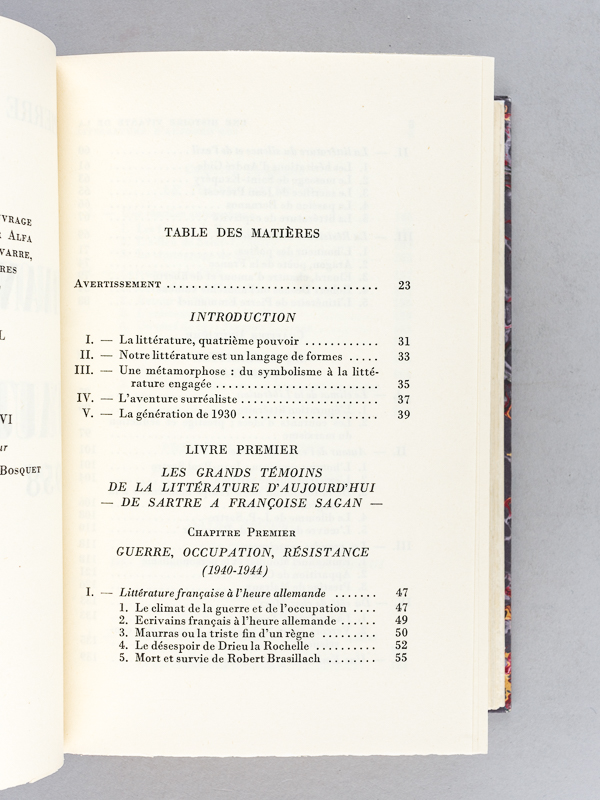 UVRAGE
ALFA
VARRE,
RES
L
VI
ur
BOSQUET
TABLE DES MATIÈRES
AVERTISSEMENT ................................. 23
INTRODUCTION
I. — La littérature, quatrième pouvoir ............ 31
II. — Notre littérature est un langage de formes ..... 33
III. — Une métamorphose : du symbolisme à la litté-
rature engagée ......................... 35
IV. — L'aventure surréaliste ...................... 37
V. — La génération de 1930 ...................... 39
LIVRE PREMIER
LES GRANDS TÉMOINS
DE LA LITTÉRATURE D'AUJOURD'HUI
— DE SARTRE A FRANÇOISE SAGAN —
CHAPITRE PREMIER
GUERRE, OCCUPATION, RÉSISTANCE
(1940-1944)
I. — Littérature française à l'heure allemande ....... 47
1. Le climat de la guerre et de l'occupation .... 47
2. Ecrivains français à l'heure allemande ...... 49
3. Maurras ou la triste fin d'un règne ......... 50
4. Le désespoir de Drieu la Rochelle .......... 52
5. Mort et survie de Robert Brasillach ........ 55